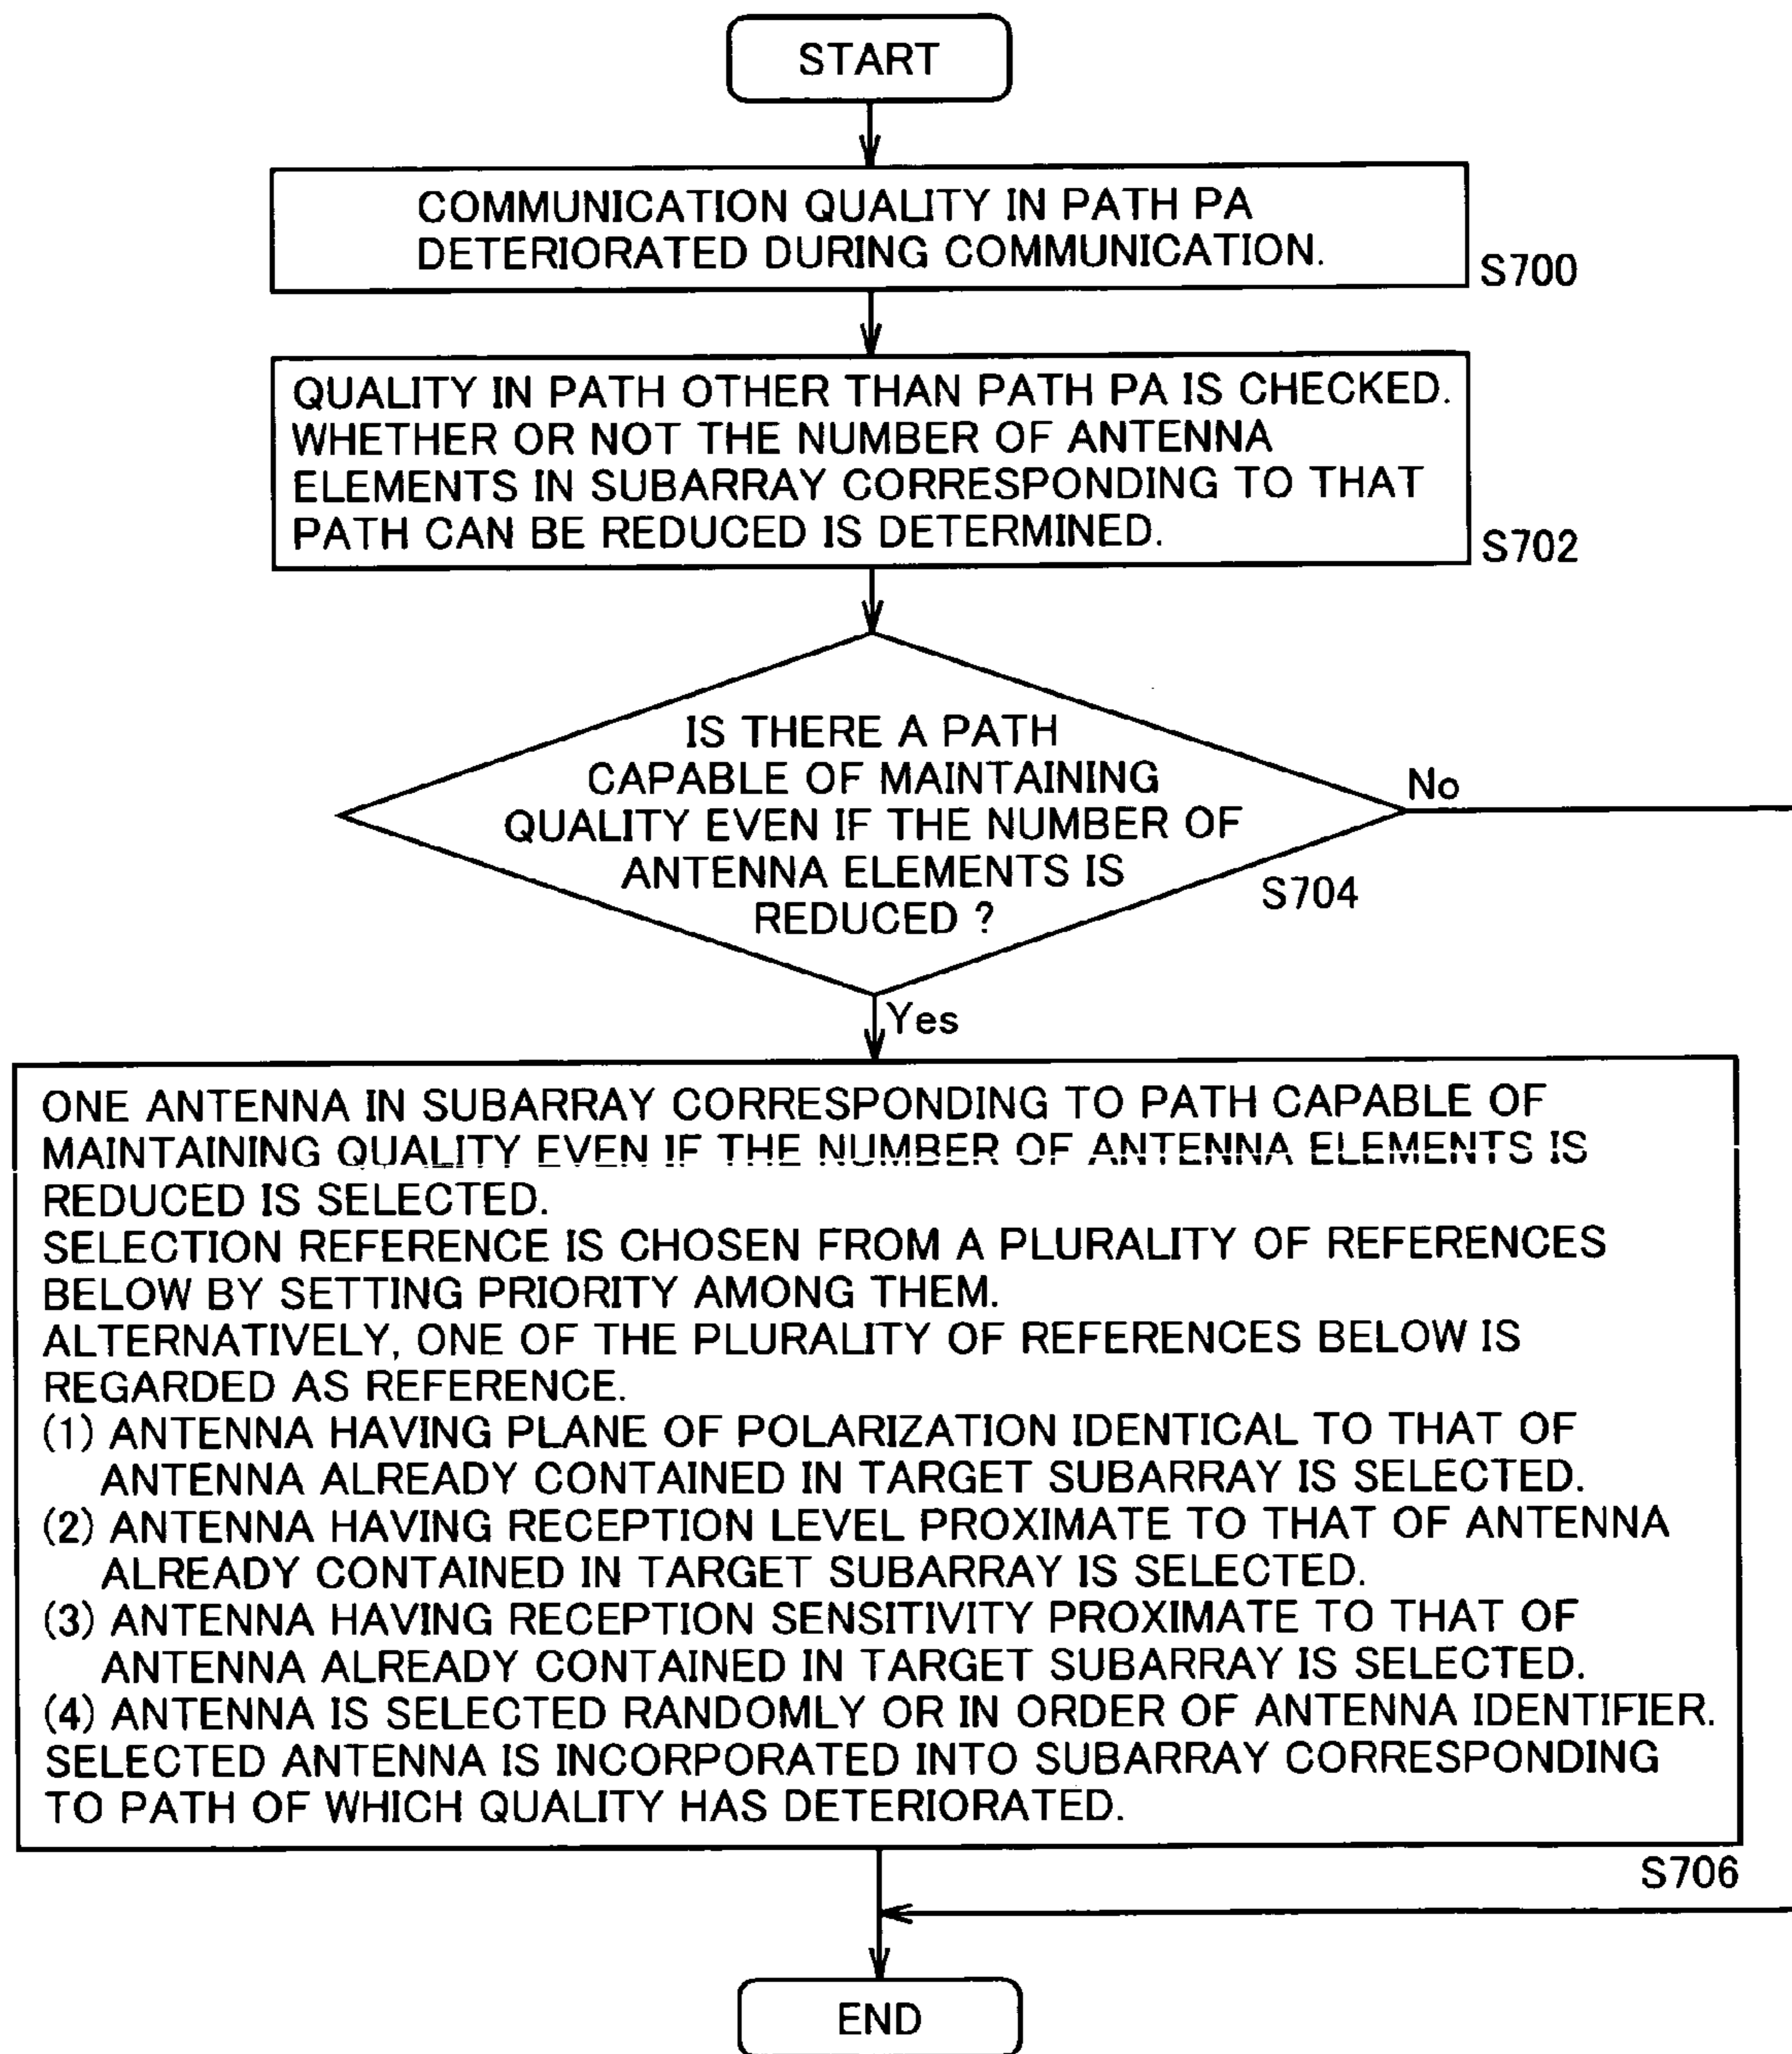 START
COMMUNICATION QUALITY IN PATH PA
DETERIORATED DURING COMMUNICATION.
S700
QUALITY IN PATH OTHER THAN PATH PA IS CHECKED.
WHETHER OR NOT THE NUMBER OF ANTENNA
ELEMENTS IN SUBARRAY CORRESPONDING TO THAT
PATH CAN BE REDUCED IS DETERMINED.
S702
IS THERE A PATH
CAPABLE OF MAINTAINING
QUALITY EVEN IF THE NUMBER OF
ANTENNA ELEMENTS IS
REDUCED ?
No
S704
Yes
ONE ANTENNA IN SUBARRAY CORRESPONDING TO PATH CAPABLE OF
MAINTAINING QUALITY EVEN IF THE NUMBER OF ANTENNA ELEMENTS IS
REDUCED IS SELECTED.
SELECTION REFERENCE IS CHOSEN FROM A PLURALITY OF REFERENCES
BELOW BY SETTING PRIORITY AMONG THEM.
ALTERNATIVELY, ONE OF THE PLURALITY OF REFERENCES BELOW IS
REGARDED AS REFERENCE.
(1) ANTENNA HAVING PLANE OF POLARIZATION IDENTICAL TO THAT OF
ANTENNA ALREADY CONTAINED IN TARGET SUBARRAY IS SELECTED.
(2) ANTENNA HAVING RECEPTION LEVEL PROXIMATE TO THAT OF ANTENNA
ALREADY CONTAINED IN TARGET SUBARRAY IS SELECTED.
(3) ANTENNA HAVING RECEPTION SENSITIVITY PROXIMATE TO THAT OF
ANTENNA ALREADY CONTAINED IN TARGET SUBARRAY IS SELECTED.
(4) ANTENNA IS SELECTED RANDOMLY OR IN ORDER OF ANTENNA IDENTIFIER.
SELECTED ANTENNA IS INCORPORATED INTO SUBARRAY CORRESPONDING
TO PATH OF WHICH QUALITY HAS DETERIORATED.
S706
END